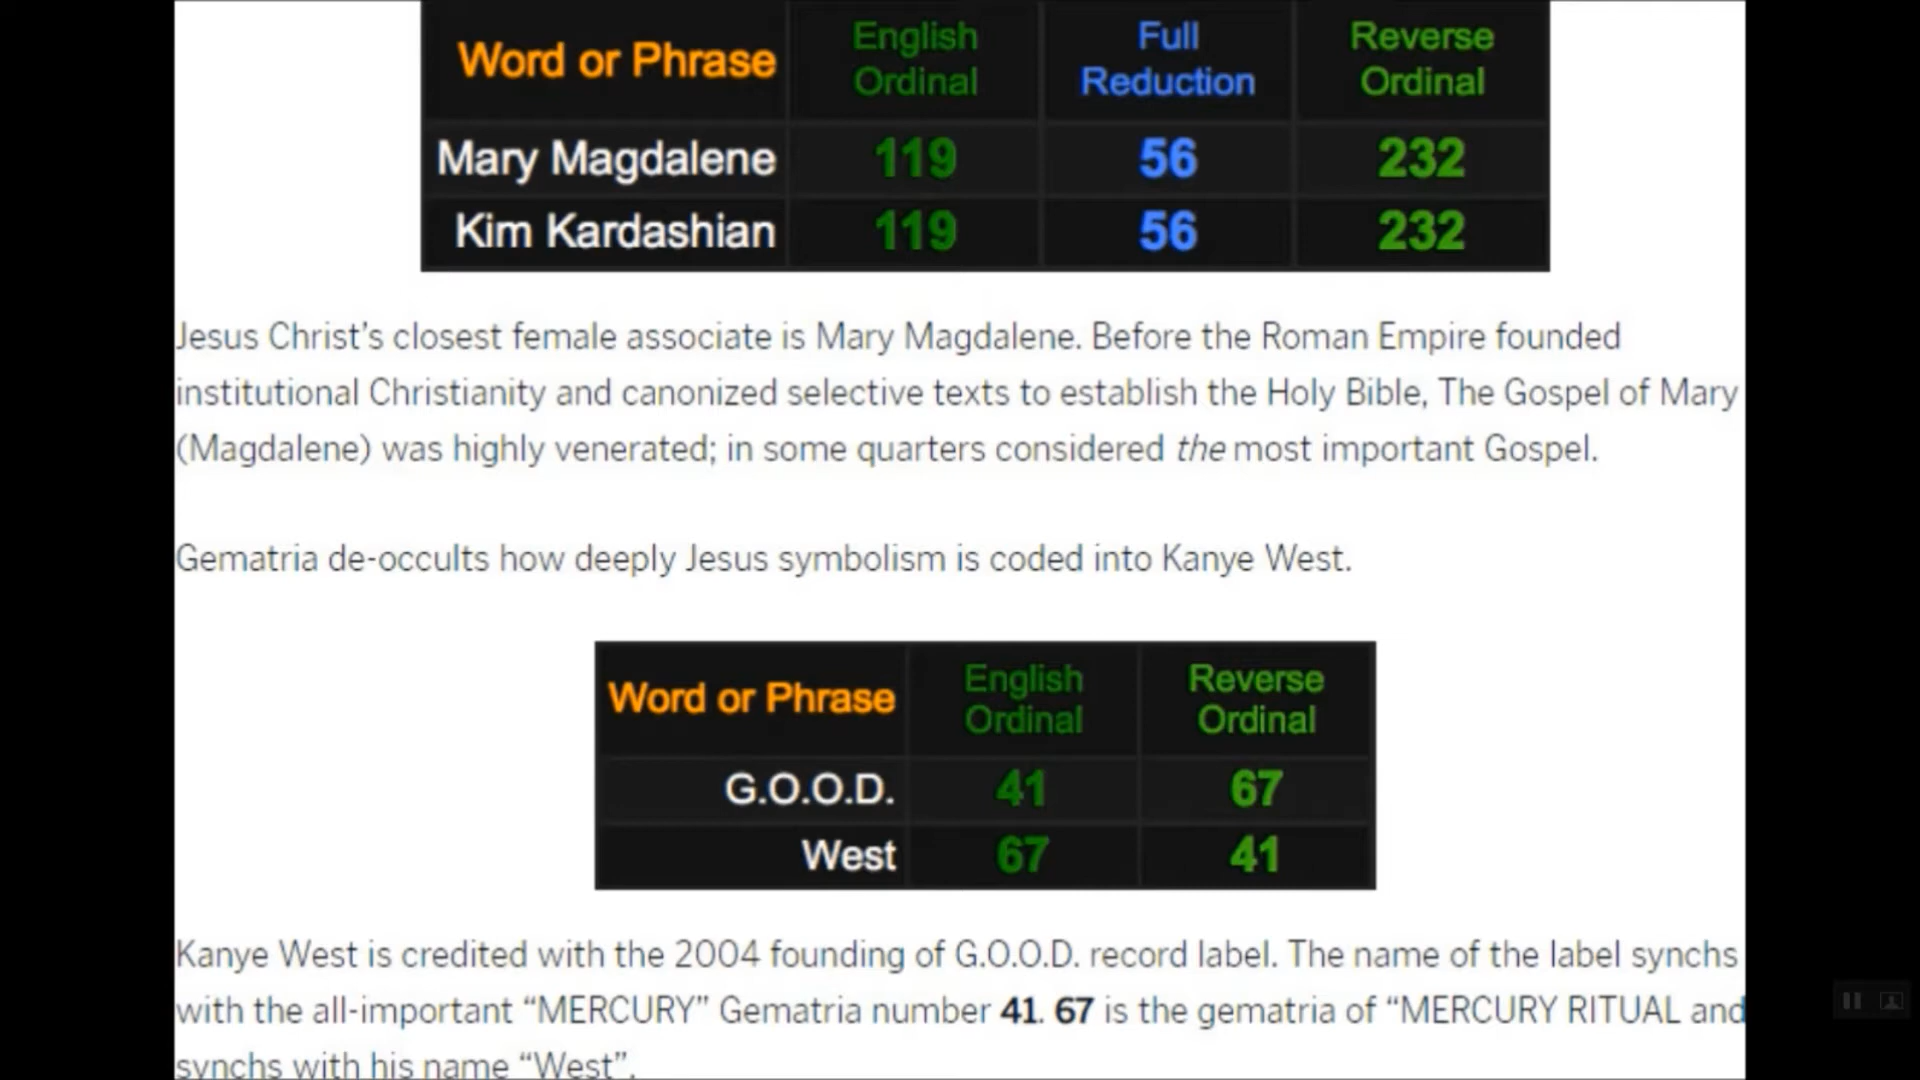 Word or Phrase English Ordinal Full Reduction Reverse Ordinal
Mary Magdalene 119 56 232
Kim Kardashian 119 56 232
Jesus Christ’s closest female associate is Mary Magdalene. Before the Roman Empire founded
institutional Christianity and canonized selective texts to establish the Holy Bible, The Gospel of Mary
(Magdalene) was highly venerated; in some quarters considered the most important Gospel.
Gematria de-occults how deeply Jesus symbolism is coded into Kanye West.
Word or Phrase English Ordinal Reverse Ordinal
G.O.O.D. 41 67
West 67 41
Kanye West is credited with the 2004 founding of G.O.O.D. record label. The name of the label synchs
with the all-important “MERCURY” Gematria number 41. 67 is the gematria of “MERCURY RITUAL and
synchs with his name “West”.